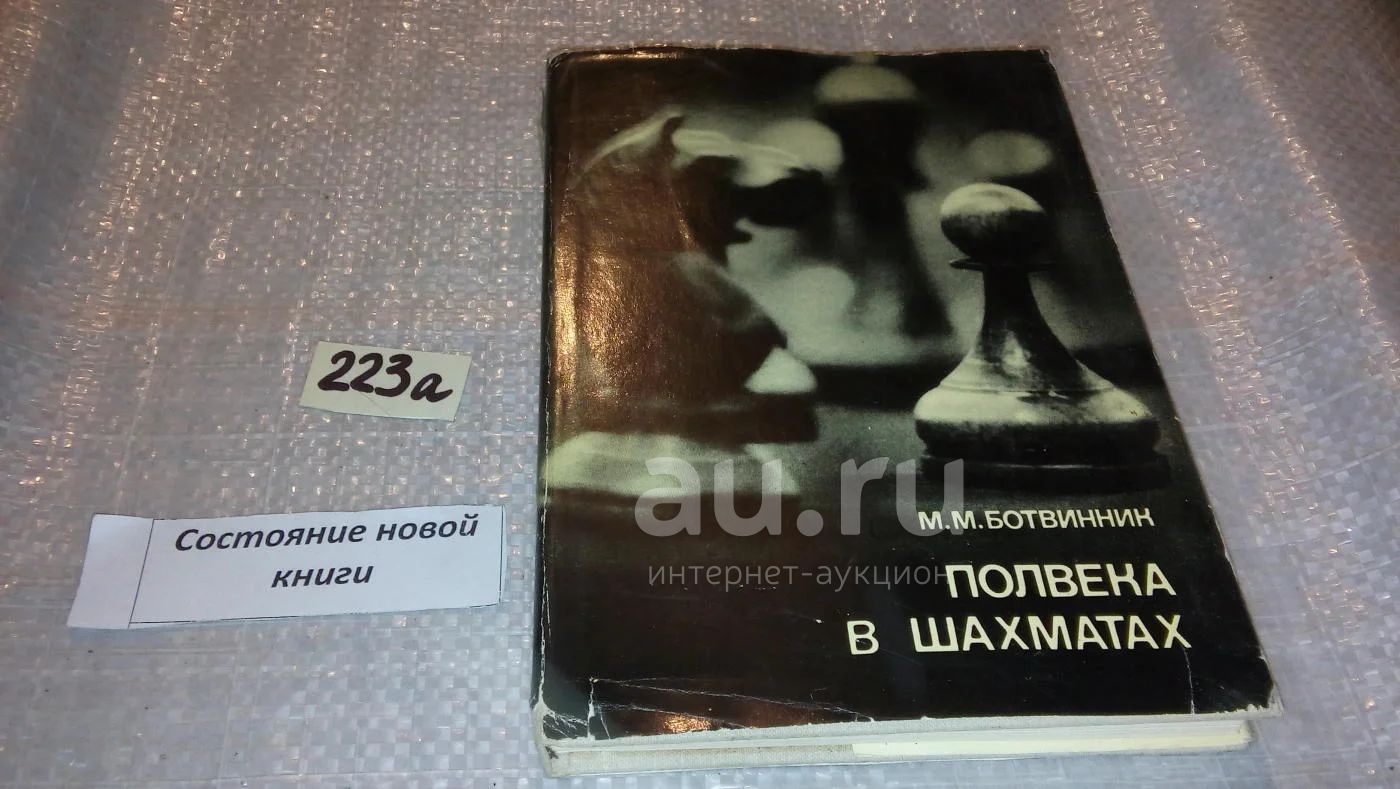 223а
Состояние новой
книги
au.ru
интернет-аукцион
М.М.БОТВИННИК
ПОЛВЕКА
В ШАХМАТАХ